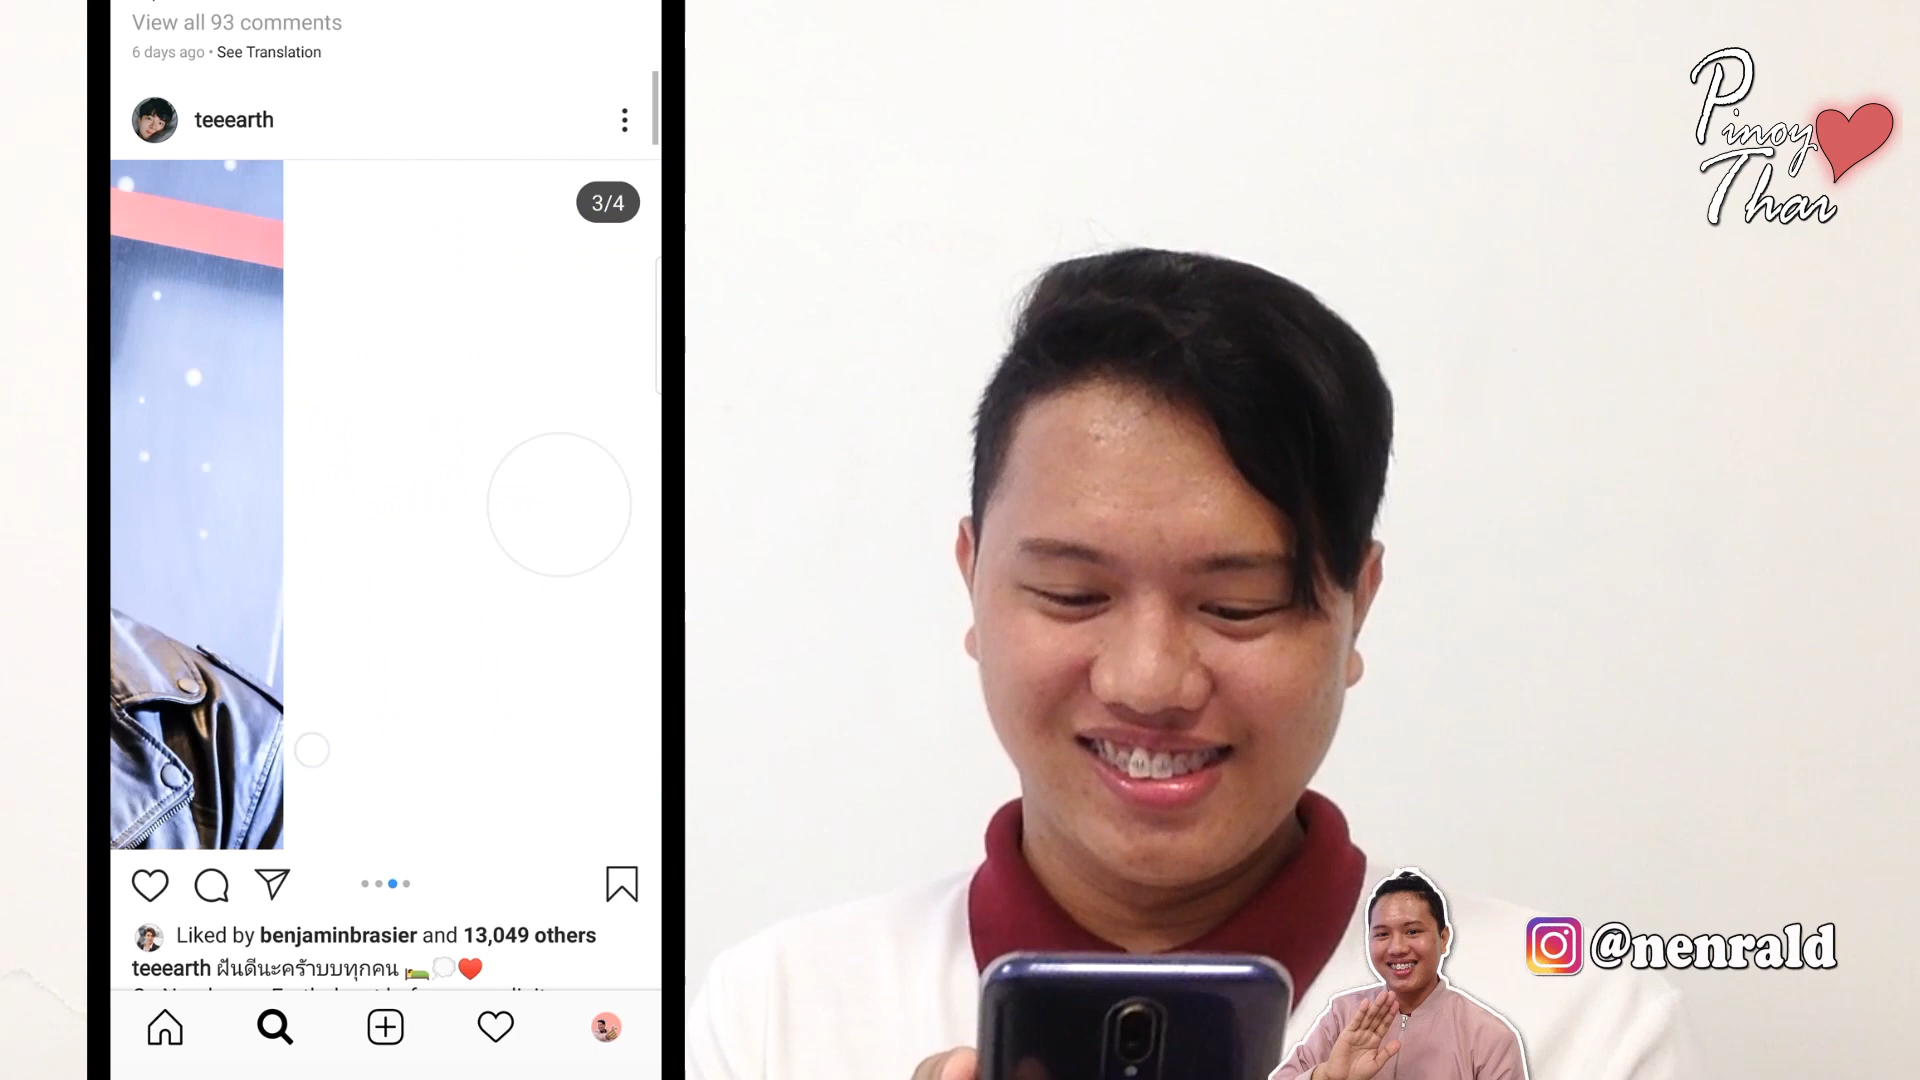 View all 93 comments
6 days ago • See Translation
teeearth
3/4
Liked by benjaminbrasier and 13,049 others
teeearth ฝันดีนะคร้าบบทุกคน 🛌💭❤️
Pinoy
Thai
@nenrald